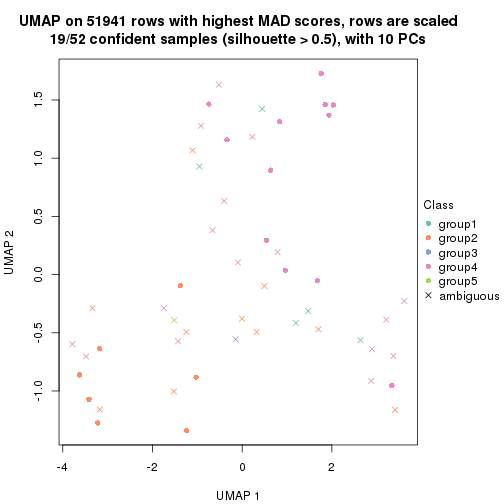 UMAP on 51941 rows with highest MAD scores, rows are scaled
19/52 confident samples (silhouette > 0.5), with 10 PCs
1.5
1.0
0.5
0.0
-0.5
-1.0
UMAP 2
-4
-2
0
2
UMAP 1
Class
group1
group2
group3
group4
group5
ambiguous